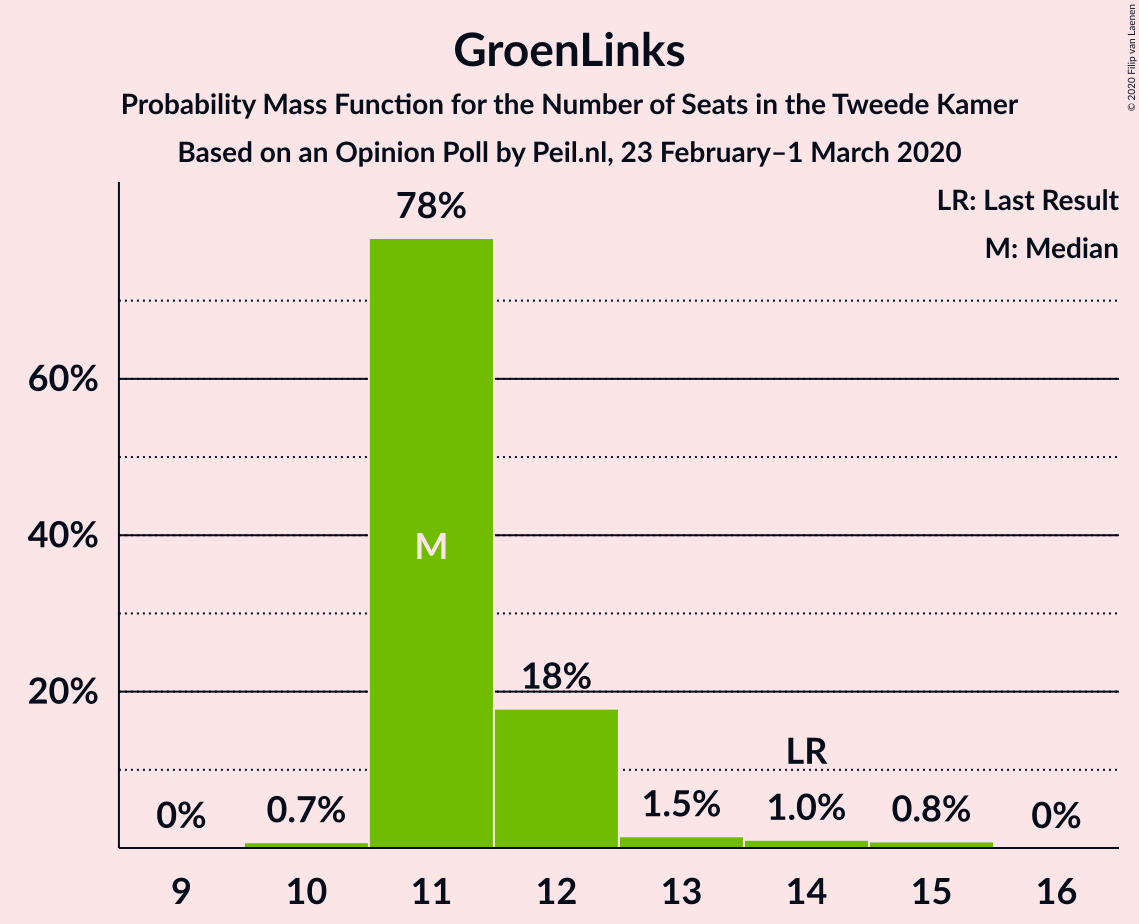 GroenLinks
Probability Mass Function for the Number of Seats in the Tweede Kamer
Based on an Opinion Poll by Peil.nl, 23 February–1 March 2020
© 2020 Filip van Laenen
LR: Last Result
M: Median
78%
60%
40%
M
18%
20%
LR
0%
0.7%
1.5%
1.0%
0.8%
0%
9 10 11 12 13 14 15 16